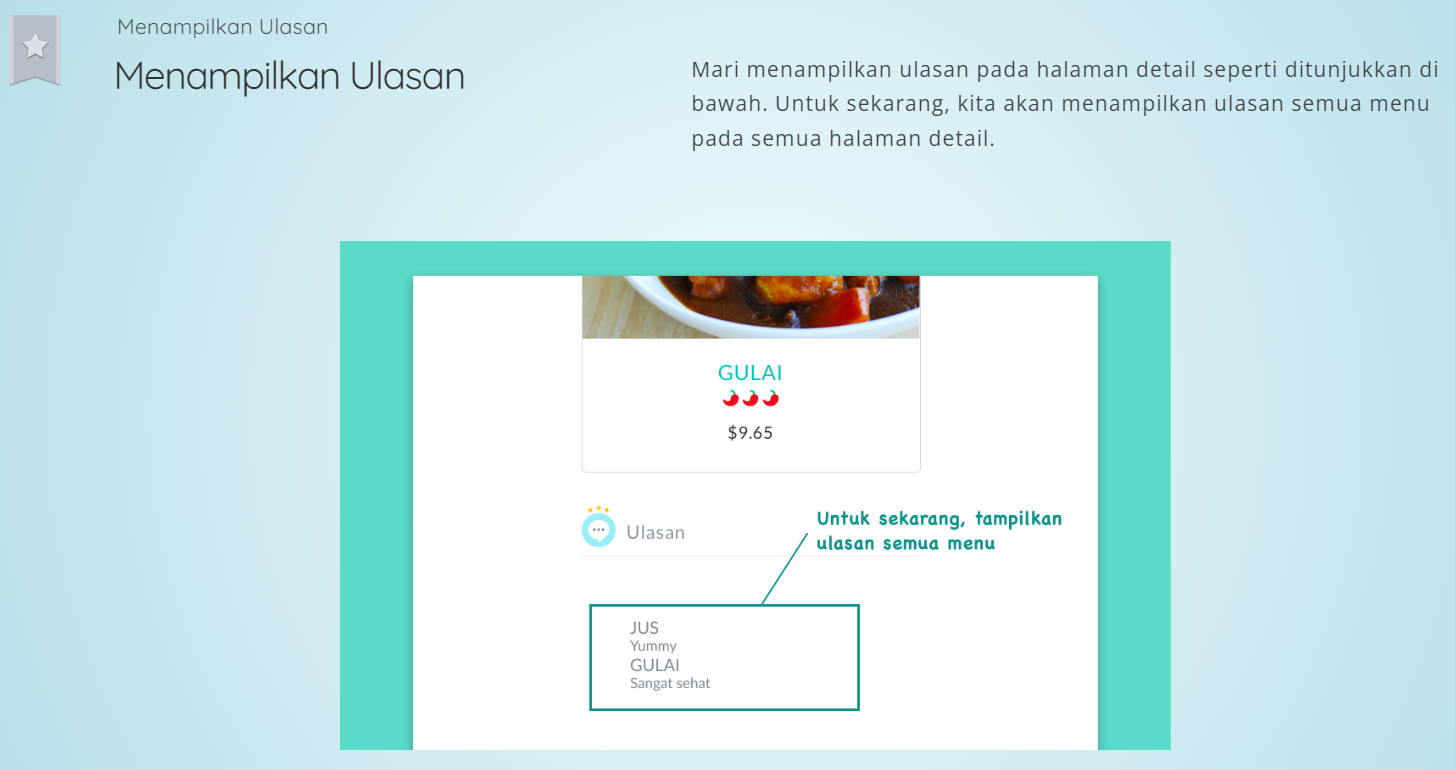 Menampilkan Ulasan
Menampilkan Ulasan
Mari menampilkan ulasan pada halaman detail seperti ditunjukkan di
bawah. Untuk sekarang, kita akan menampilkan ulasan semua menu
pada semua halaman detail.
GULAI
$9.65
Ulasan
Untuk sekarang, tampilkan
ulasan semua menu
JUS
Yummy
GULAI
Sangat sehat